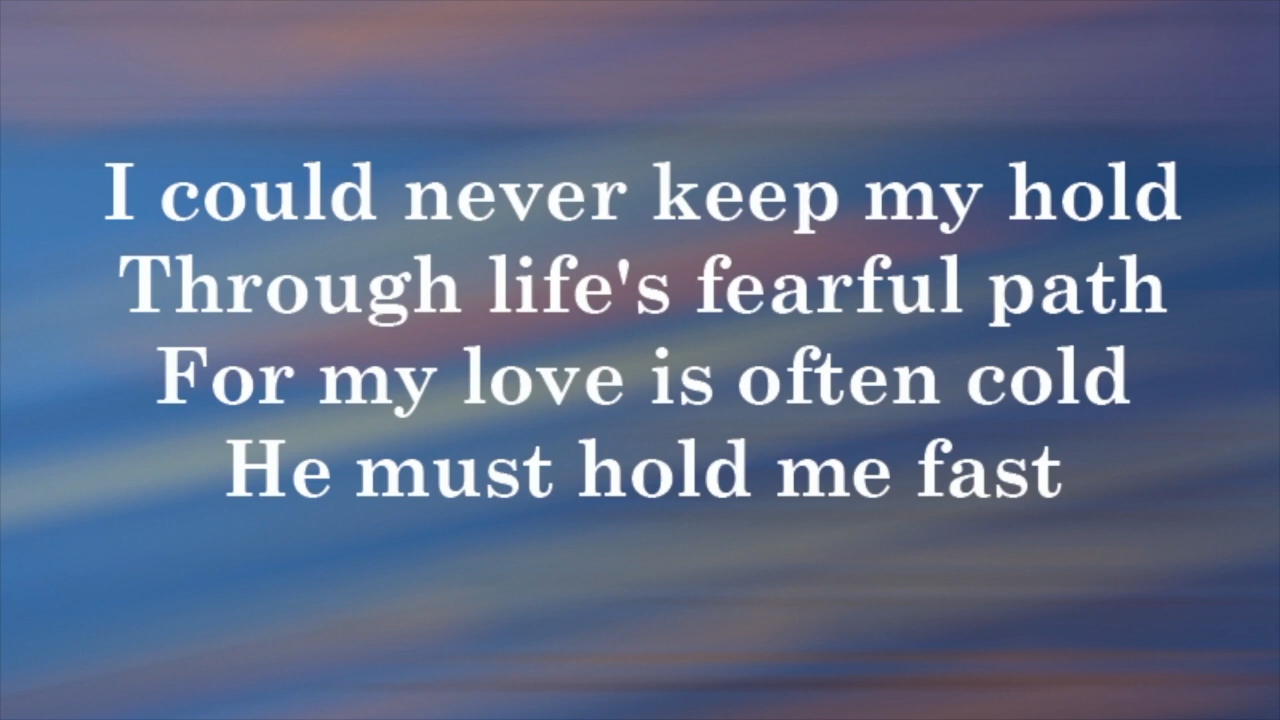 I could never keep my hold
Through life's fearful path
For my love is often cold
He must hold me fast